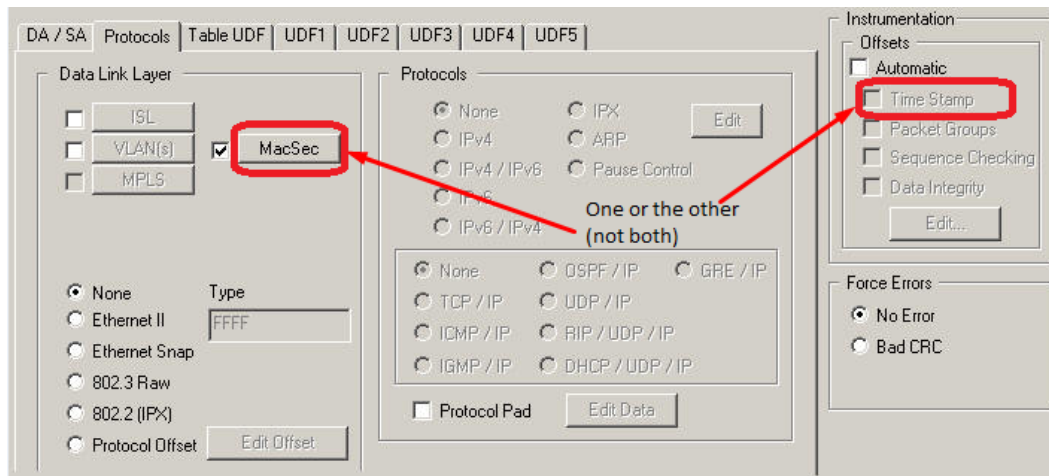 DA / SA Protocols Table UDF UDF1 UDF2 UDF3 UDF4 UDF5
Data Link Layer
ISL
VLAN(s) MacSec
MPLS
None Type
Ethernet II FFFF
Ethernet Snap
802.3 Raw
802.2 (IPX)
Protocol Offset Edit Offset
Protocols
None IPX Edit
IPv4 ARP
IPv4 / IPv6 Pause Control
IPv6
IPv6 / IPv4
One or the other
(not both)
None OSPF / IP GRE / IP
TCP / IP UDP / IP
ICMP / IP RIP / UDP / IP
IGMP / IP DHCP / UDP / IP
Protocol Pad Edit Data
Instrumentation
Offsets
Automatic
Time Stamp
Packet Groups
Sequence Checking
Data Integrity
Edit...
Force Errors
No Error
Bad CRC